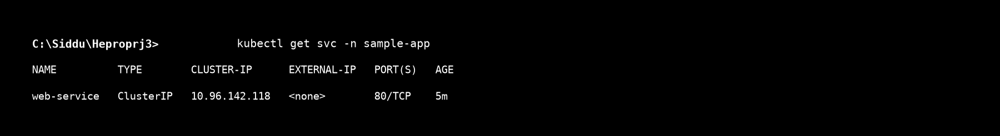 C:\Siddu\Heproprj3> kubectl get svc -n sample-app
NAME TYPE CLUSTER-IP EXTERNAL-IP PORT(S) AGE
web-service ClusterIP 10.96.142.118 <none> 80/TCP 5m